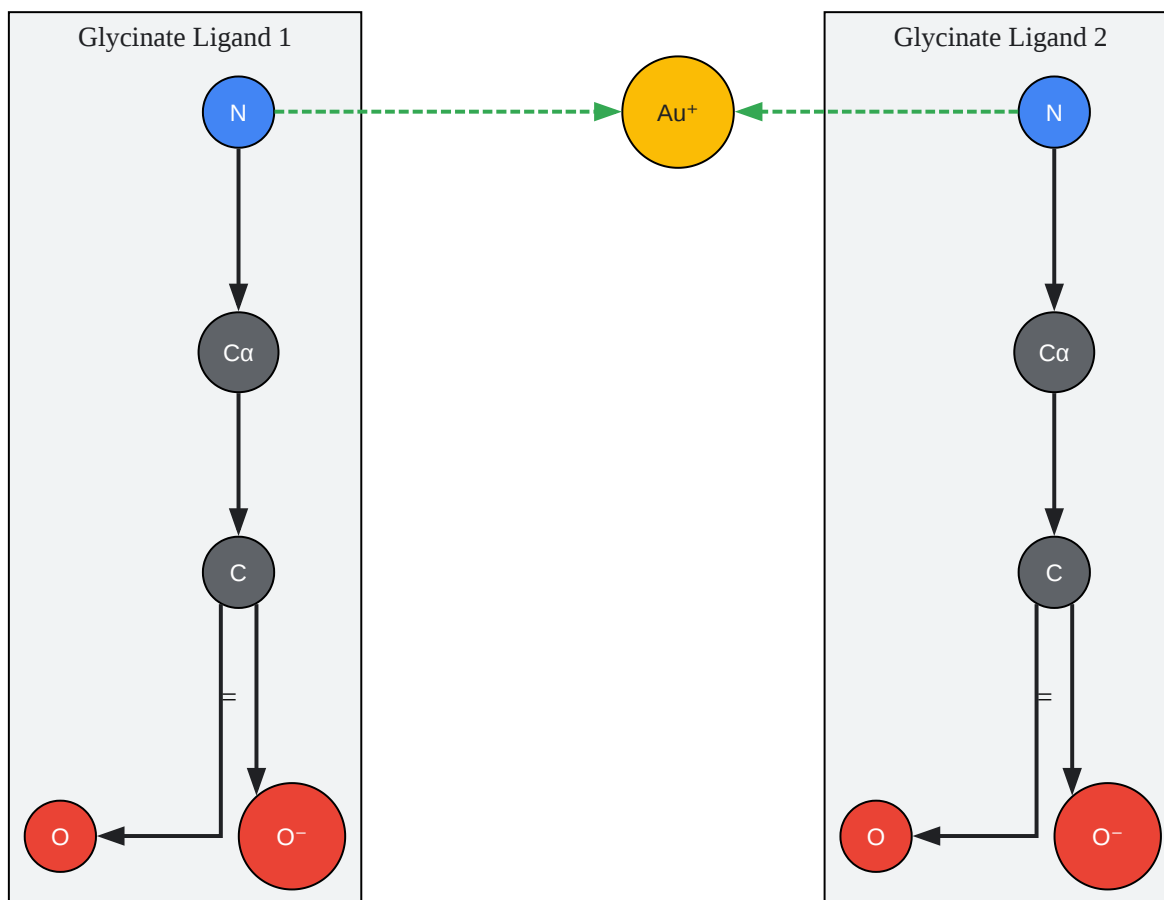 Glycinate Ligand 1
Glycinate Ligand 2
N
Au⁺
N
Cα
Cα
C
C
=
=
O
O⁻
O
O⁻